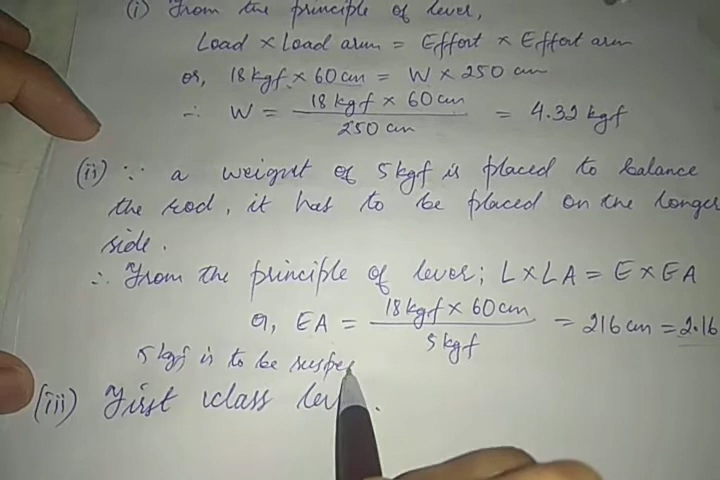 (i) From the principle of lever,
Load × Load arm = Effort × Effort arm
or, 18 kgf × 60 cm = W × 250 cm
∴ W = 18 kgf × 60 cm / 250 cm = 4.32 kgf
(ii) ∵ a weight of 5 kgf is placed to balance
the rod, it has to be placed on the longer
side.
∴ From the principle of lever; L × LA = E × EA
or, EA = 18 kgf × 60 cm / 5 kgf = 216 cm = 2.16
5 kgf is to be suspe
(iii) First class lev